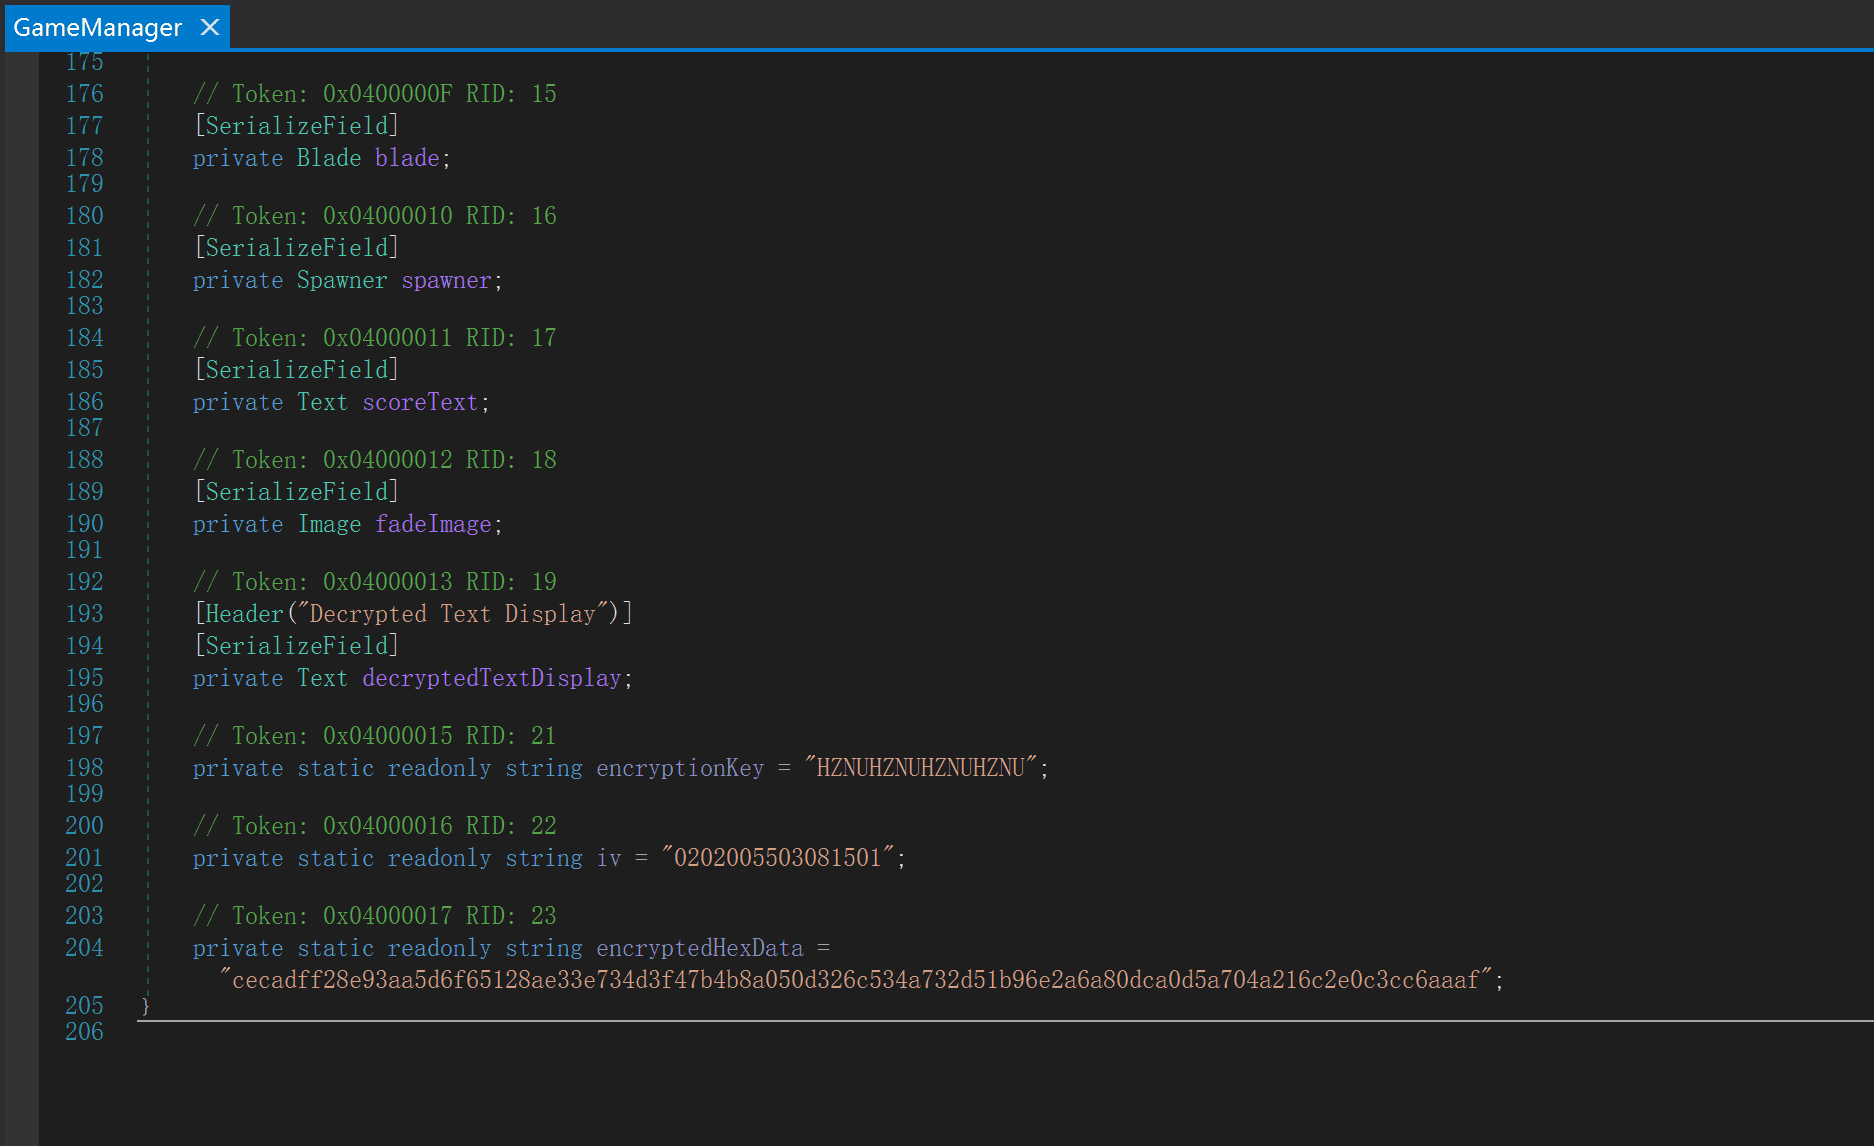 GameManager
175
176 // Token: 0x0400000F RID: 15
177 [SerializeField]
178 private Blade blade;
179
180 // Token: 0x04000010 RID: 16
181 [SerializeField]
182 private Spawner spawner;
183
184 // Token: 0x04000011 RID: 17
185 [SerializeField]
186 private Text scoreText;
187
188 // Token: 0x04000012 RID: 18
189 [SerializeField]
190 private Image fadeImage;
191
192 // Token: 0x04000013 RID: 19
193 [Header("Decrypted Text Display")]
194 [SerializeField]
195 private Text decryptedTextDisplay;
196
197 // Token: 0x04000015 RID: 21
198 private static readonly string encryptionKey = "HZNUHZNUHZNUHZNU";
199
200 // Token: 0x04000016 RID: 22
201 private static readonly string iv = "0202005503081501";
202
203 // Token: 0x04000017 RID: 23
204 private static readonly string encryptedHexData =
"cecadff28e93aa5d6f65128ae33e734d3f47b4b8a050d326c534a732d51b96e2a6a80dca0d5a704a216c2e0c3cc6aaaf";
205 }
206